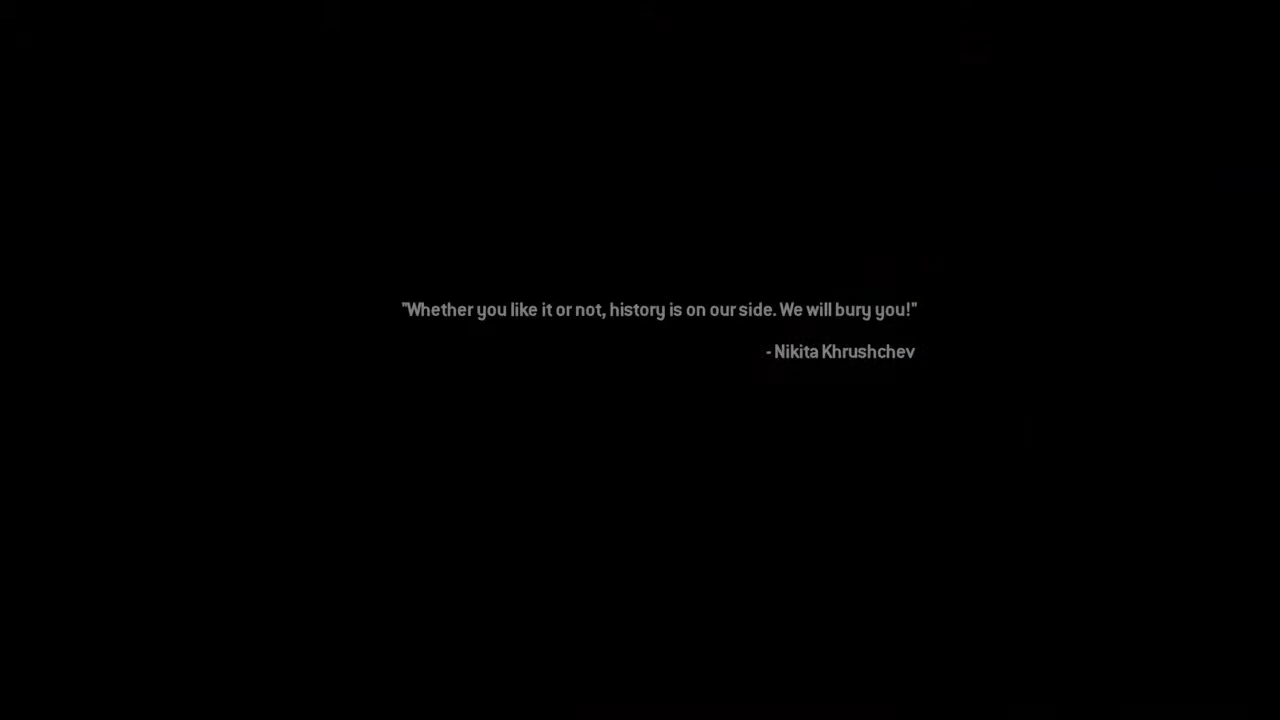 "Whether you like it or not, history is on our side. We will bury you!"
- Nikita Khrushchev